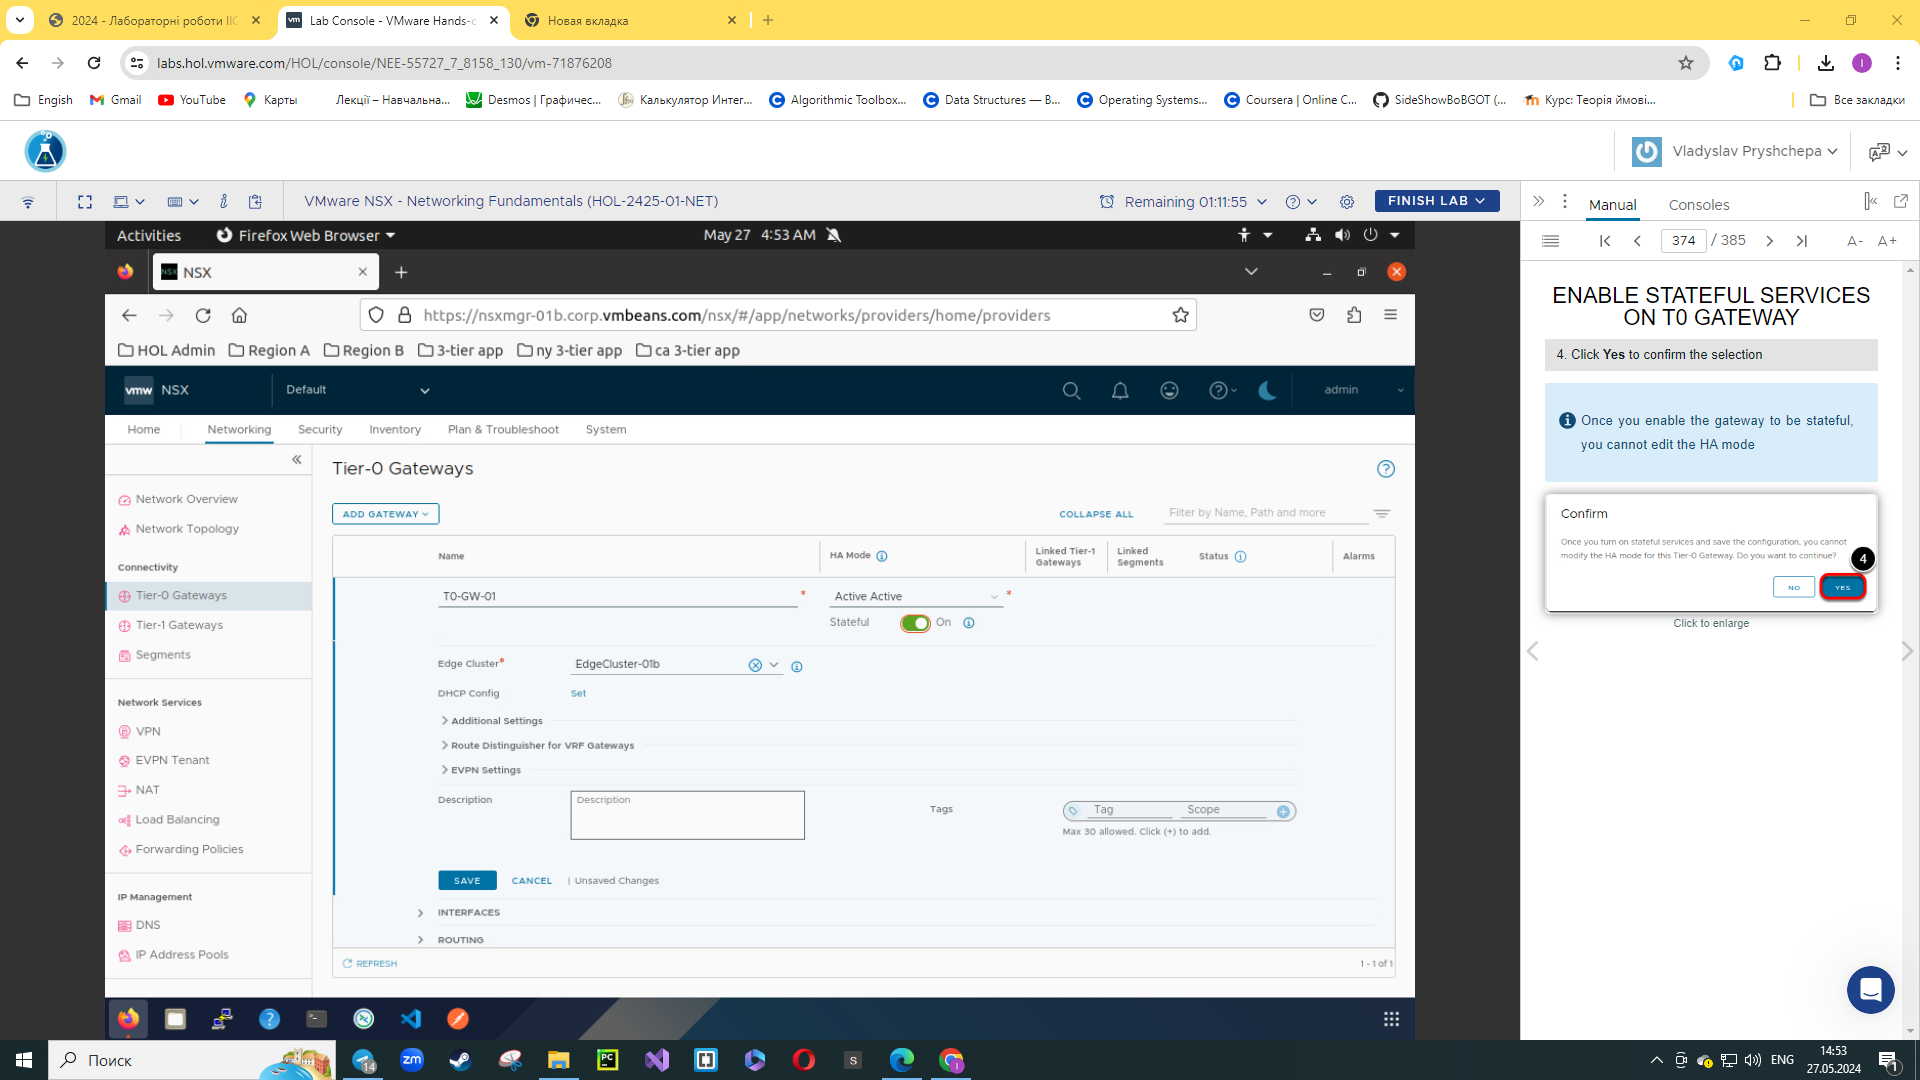 2024 - Лабораторні роботи ІІС
Lab Console - VMware Hands-o
Новая вкладка
labs.hol.vmware.com/HOL/console/NEE-55727_7_8158_130/vm-71876208
Engish
Gmail
YouTube
Карты
Лекції – Навчальна...
Desmos | Графичес...
Калькулятор Интег...
Algorithmic Toolbox...
Data Structures — В...
Operating Systems...
Coursera | Online C...
SideShowBoBGOT (...
Курс: Теорія ймові...
Все закладки
Vladyslav Pryshchepa
VMware NSX - Networking Fundamentals (HOL-2425-01-NET)
Remaining 01:11:55
FINISH LAB
Manual
Consoles
374 / 385
A- A+
Activities
Firefox Web Browser
May 27 4:53 AM
NSX
https://nsxmgr-01b.corp.vmbeans.com/nsx/#/app/networks/providers/home/providers
HOL Admin
Region A
Region B
3-tier app
ny 3-tier app
ca 3-tier app
vmw NSX
Default
admin
Home
Networking
Security
Inventory
Plan & Troubleshoot
System
Network Overview
Network Topology
Connectivity
Tier-0 Gateways
Tier-1 Gateways
Segments
Network Services
VPN
EVPN Tenant
NAT
Load Balancing
Forwarding Policies
IP Management
DNS
IP Address Pools
Tier-0 Gateways
ADD GATEWAY
COLLAPSE ALL
Filter by Name, Path and more
Name
HA Mode
Linked Tier-1 Gateways
Linked Segments
Status
Alarms
T0-GW-01 *
Active Active *
Stateful On
Edge Cluster* EdgeCluster-01b
DHCP Config Set
Additional Settings
Route Distinguisher for VRF Gateways
EVPN Settings
Description
Description
Tags
Tag
Scope
Max 30 allowed. Click (+) to add.
SAVE
CANCEL
| Unsaved Changes
INTERFACES
ROUTING
REFRESH
1 - 1 of 1
ENABLE STATEFUL SERVICES
ON T0 GATEWAY
4. Click Yes to confirm the selection
Once you enable the gateway to be stateful,
you cannot edit the HA mode
Confirm
Once you turn on stateful services and save the configuration, you cannot
modify the HA mode for this Tier-0 Gateway. Do you want to continue?
4
NO
YES
Click to enlarge
Поиск
14
ENG
14:53
27.05.2024
1